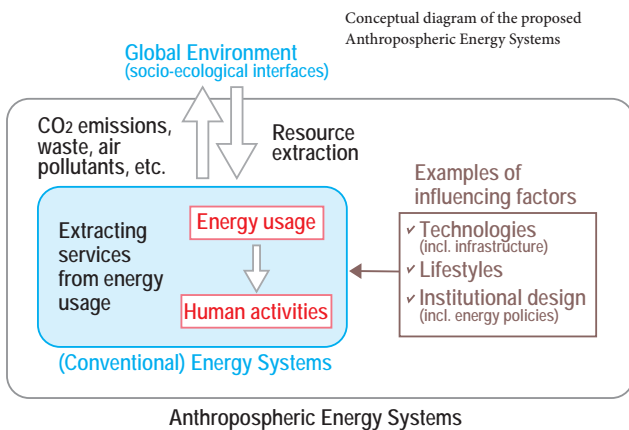 Conceptual diagram of the proposed
Anthropospheric Energy Systems
Global Environment
(socio-ecological interfaces)
CO2 emissions,
waste, air
pollutants, etc.
Resource
extraction
Examples of
influencing factors
✓ Technologies
(incl. infrastructure)
✓ Lifestyles
✓ Institutional design
(incl. energy policies)
Extracting
services
from energy
usage
Energy usage
Human activities
(Conventional) Energy Systems
Anthropospheric Energy Systems